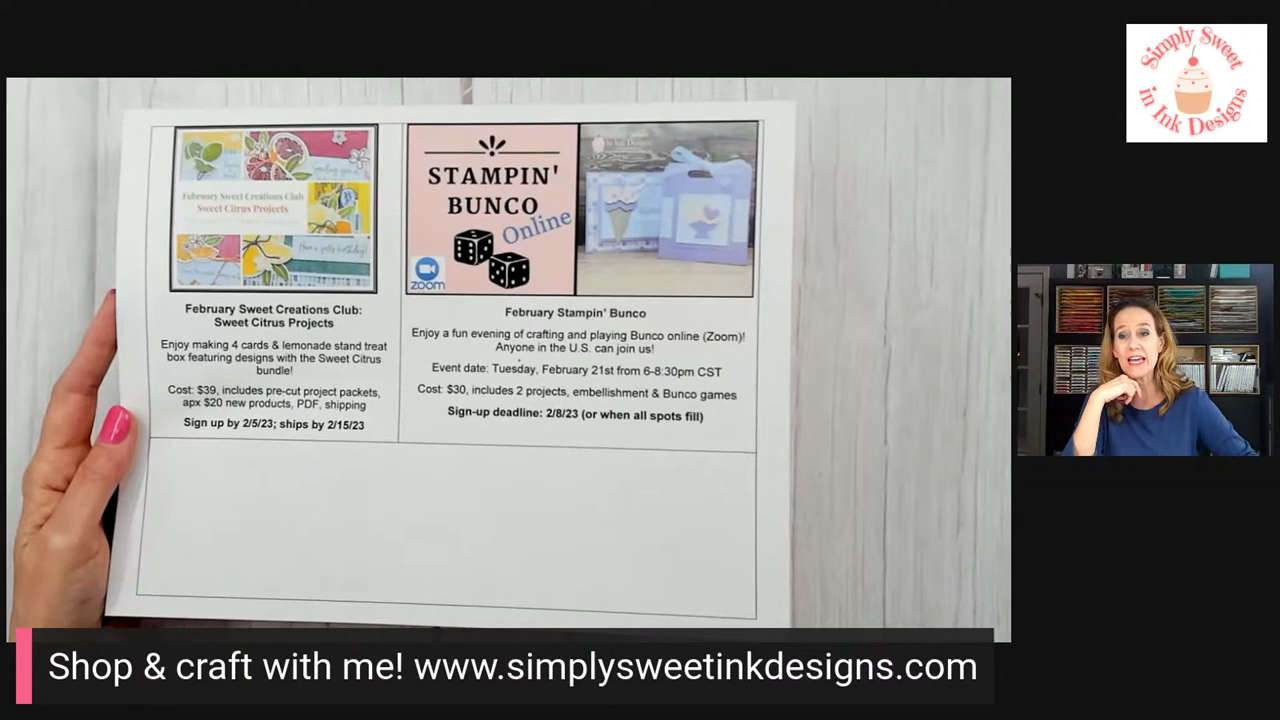 Simply Sweet
in Ink Designs
February Sweet Creations Club
Sweet Citrus Projects
STAMPIN'
BUNCO
Online
zoom
February Sweet Creations Club:
Sweet Citrus Projects
Enjoy making 4 cards & lemonade stand treat
box featuring designs with the Sweet Citrus
bundle!
Cost: $39, includes pre-cut project packets,
apx $20 new products, PDF, shipping
Sign up by 2/5/23; ships by 2/15/23
February Stampin' Bunco
Enjoy a fun evening of crafting and playing Bunco online (Zoom)!
Anyone in the U.S. can join us!
Event date: Tuesday, February 21st from 6-8:30pm CST
Cost: $30, includes 2 projects, embellishment & Bunco games
Sign-up deadline: 2/8/23 (or when all spots fill)
Shop & craft with me! www.simplysweetinkdesigns.com